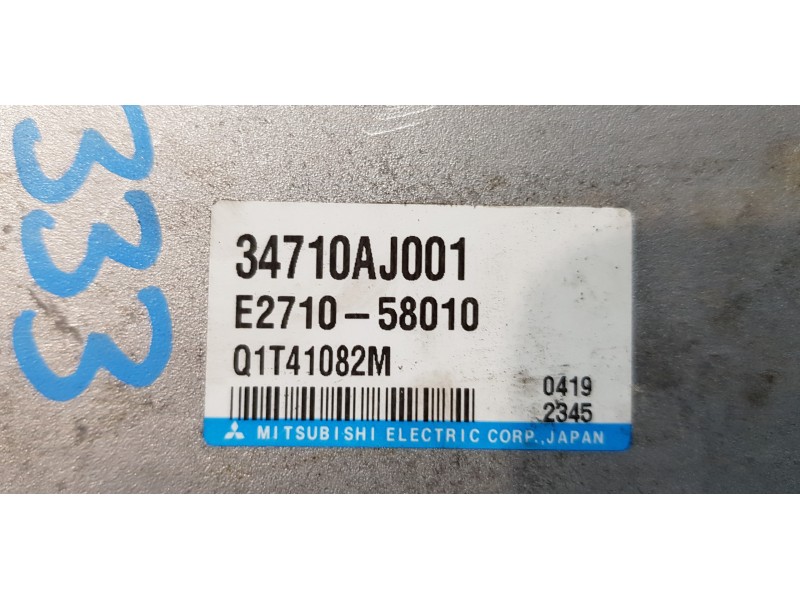 333
34710AJ001
E2710-58010
Q1T41082M
0419
2345
MITSUBISHI ELECTRIC CORP., JAPAN